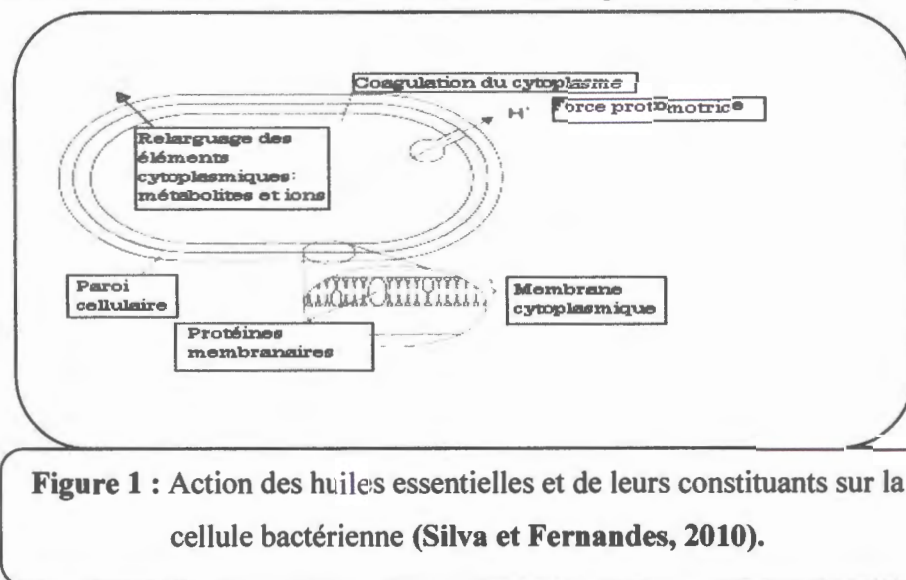 Coagulation du cytoplasme
H⁺
Force protomotrice
Relarguage des
éléments
cytoplasmiques:
métabolites et ions
Paroi
cellulaire
Membrane
cytoplasmique
Protéines
membranaires
Figure 1 : Action des huiles essentielles et de leurs constituants sur la
cellule bactérienne (Silva et Fernandes, 2010).